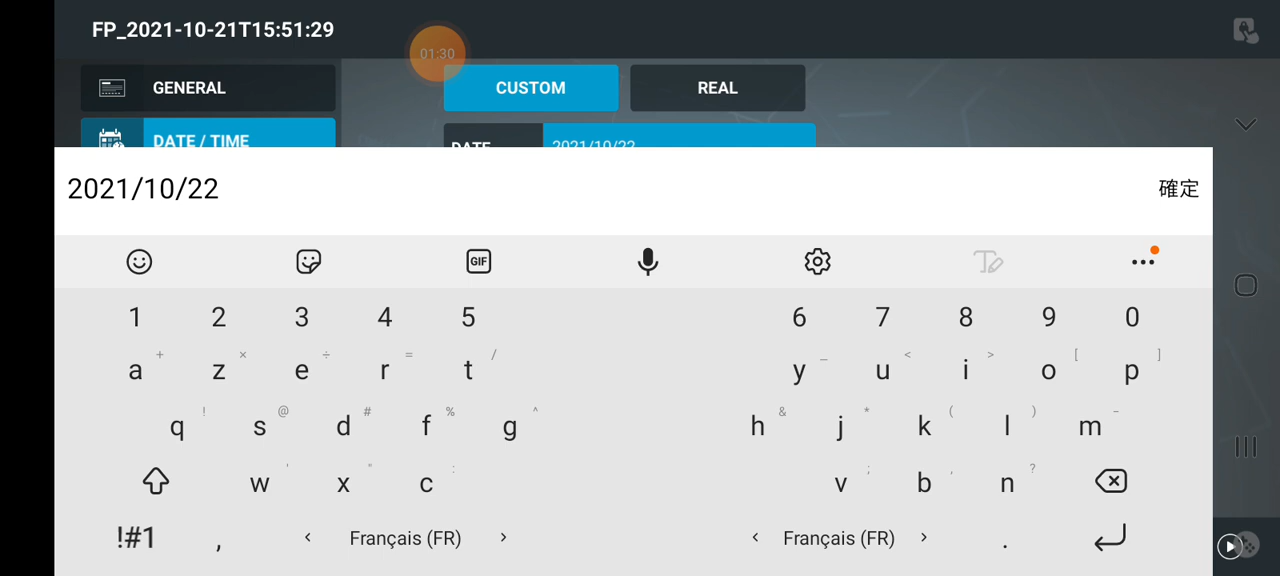 FP_2021-10-21T15:51:29
01:30
GENERAL
CUSTOM
REAL
DATE / TIME
DATE
2021/10/22
2021/10/22
確定
GIF
1 2 3 4 5 6 7 8 9 0
+ × ÷ = / _ < > [ ]
a z e r t y u i o p
! @ # % ^ & * ( ) -
q s d f g h j k l m
' " : ; , ?
w x c v b n
!#1 , < Français (FR) > < Français (FR) > .